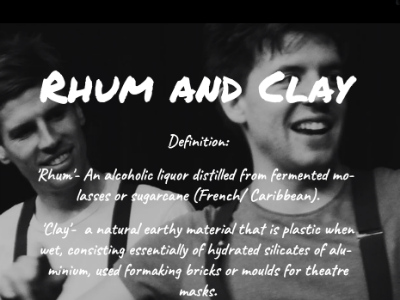 RHUM AND CLAY
Definition:
'Rhum'- An alcoholic liquor distilled from fermented mo-
lasses or sugarcane (French/ Caribbean).
'Clay'- a natural earthy material that is plastic when
wet, consisting essentially of hydrated silicates of alu-
minium, used formaking bricks or moulds for theatre
masks.